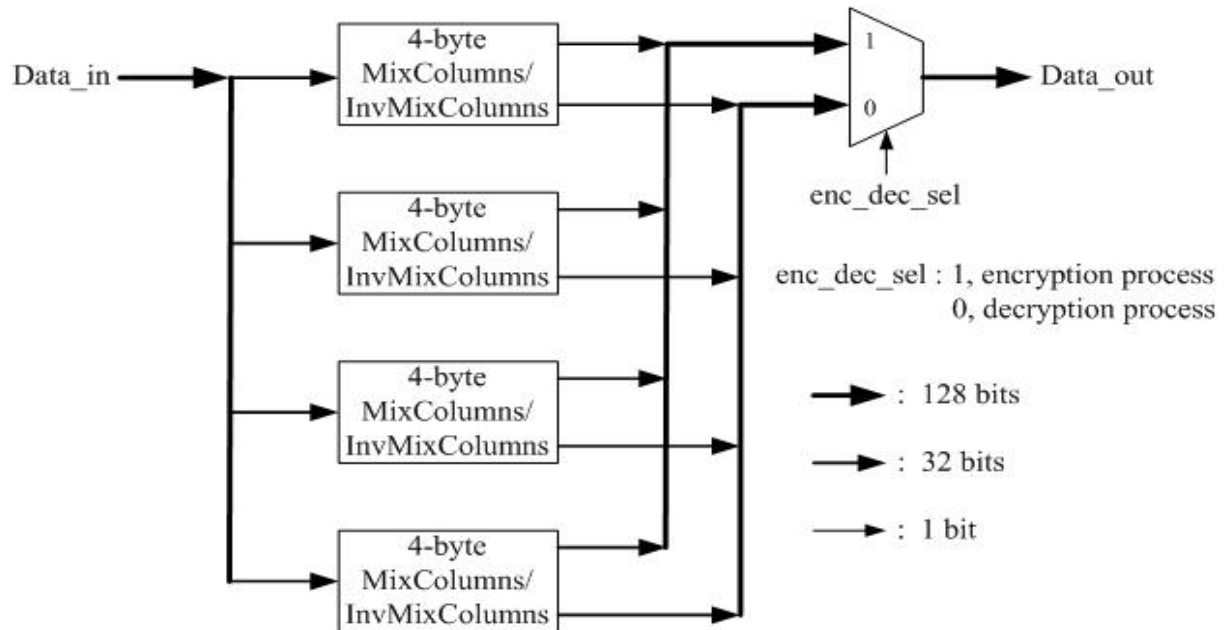 Data_in
4-byte
MixColumns/
InvMixColumns
4-byte
MixColumns/
InvMixColumns
4-byte
MixColumns/
InvMixColumns
4-byte
MixColumns/
InvMixColumns
1
0
Data_out
enc_dec_sel
enc_dec_sel : 1, encryption process
0, decryption process
: 128 bits
: 32 bits
: 1 bit